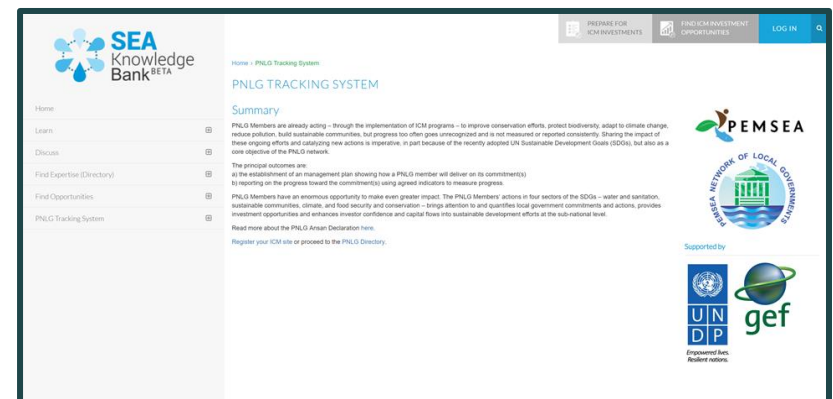 SEA
Knowledge
Bank BETA
PREPARE FOR
ICM INVESTMENTS
FIND ICM INVESTMENT
OPPORTUNITIES
LOG IN
Home
Learn
Discuss
Find Expertise (Directory)
Find Opportunities
PNLG Tracking System
Home › PNLG Tracking System
PNLG TRACKING SYSTEM
Summary
PNLG Members are already acting – through the implementation of ICM programs – to improve conservation efforts, protect biodiversity, adapt to climate change,
reduce pollution, build sustainable communities, but progress too often goes unrecognized and is not measured or reported consistently. Sharing the impact of
these ongoing efforts and catalyzing new actions is imperative, in part because of the recently adopted UN Sustainable Development Goals (SDGs), but also as a
core objective of the PNLG network.
The principal outcomes are:
a) the establishment of an management plan showing how a PNLG member will deliver on its commitment(s)
b) reporting on the progress toward the commitment(s) using agreed indicators to measure progress.
PNLG Members have an enormous opportunity to make even greater impact. The PNLG Members' actions in four sectors of the SDGs – water and sanitation,
sustainable communities, climate, and food security and conservation – brings attention to and quantifies local government commitments and actions, provides
investment opportunities and enhances investor confidence and capital flows into sustainable development efforts at the sub-national level.
Read more about the PNLG Ansan Declaration here.
Register your ICM site or proceed to the PNLG Directory.
PEMSEA
PEMSEA NETWORK OF LOCAL GOVERNMENTS
Supported by
UN
DP
Empowered lives.
Resilient nations.
gef